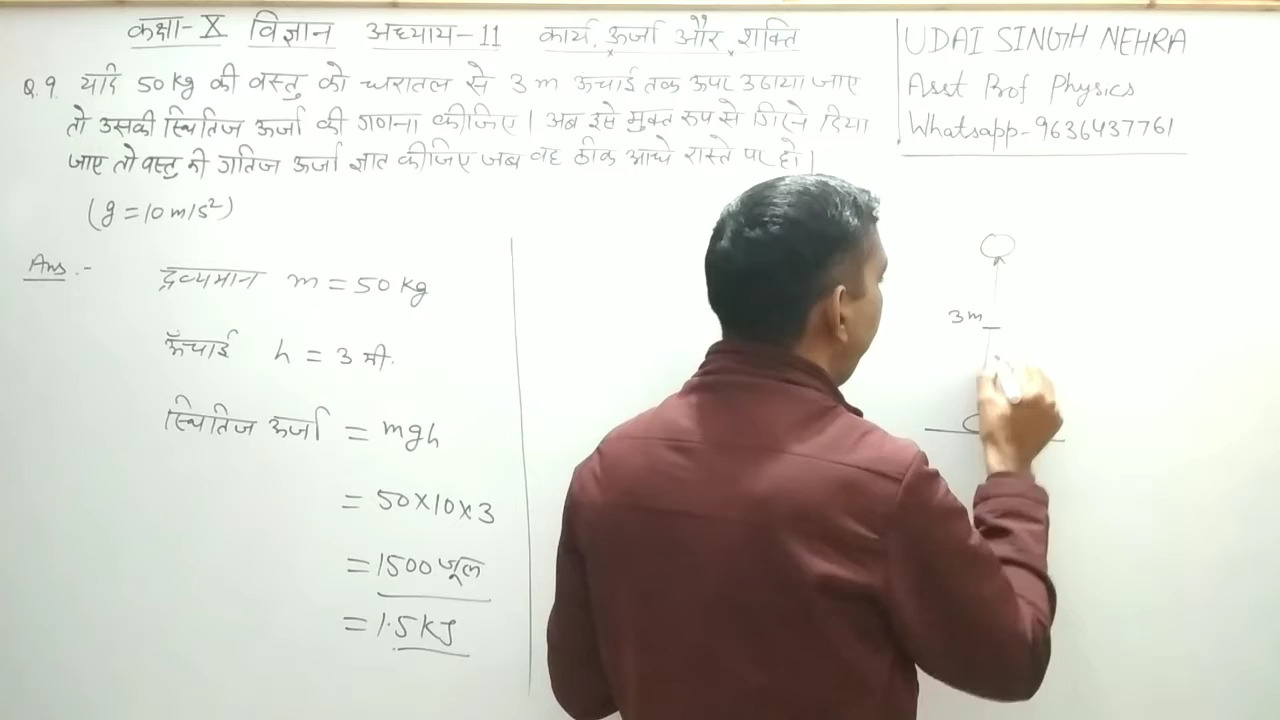 कक्षा-X विज्ञान अध्याय-11 कार्य, ऊर्जा और शक्ति
UDAI SINGH NEHRA
Asst Prof Physics
Whatsapp-9636437761
Q.9. यदि 50 Kg की वस्तु को धरातल से 3 m ऊंचाई तक ऊपर उठाया जाए
तो उसकी स्थितिज ऊर्जा की गणना कीजिए। अब इसे मुक्त रुप से गिरने दिया
जाए तो वस्तु की गतिज ऊर्जा ज्ञात कीजिए जब वह ठीक आधे रास्ते पर हो।
(g = 10 m/s²)
Ans.-
द्रव्यमान m = 50 Kg
ऊँचाई h = 3 मी.
स्थितिज ऊर्जा = mgh
= 50×10×3
= 1500 जूल
= 1.5 KJ
3m